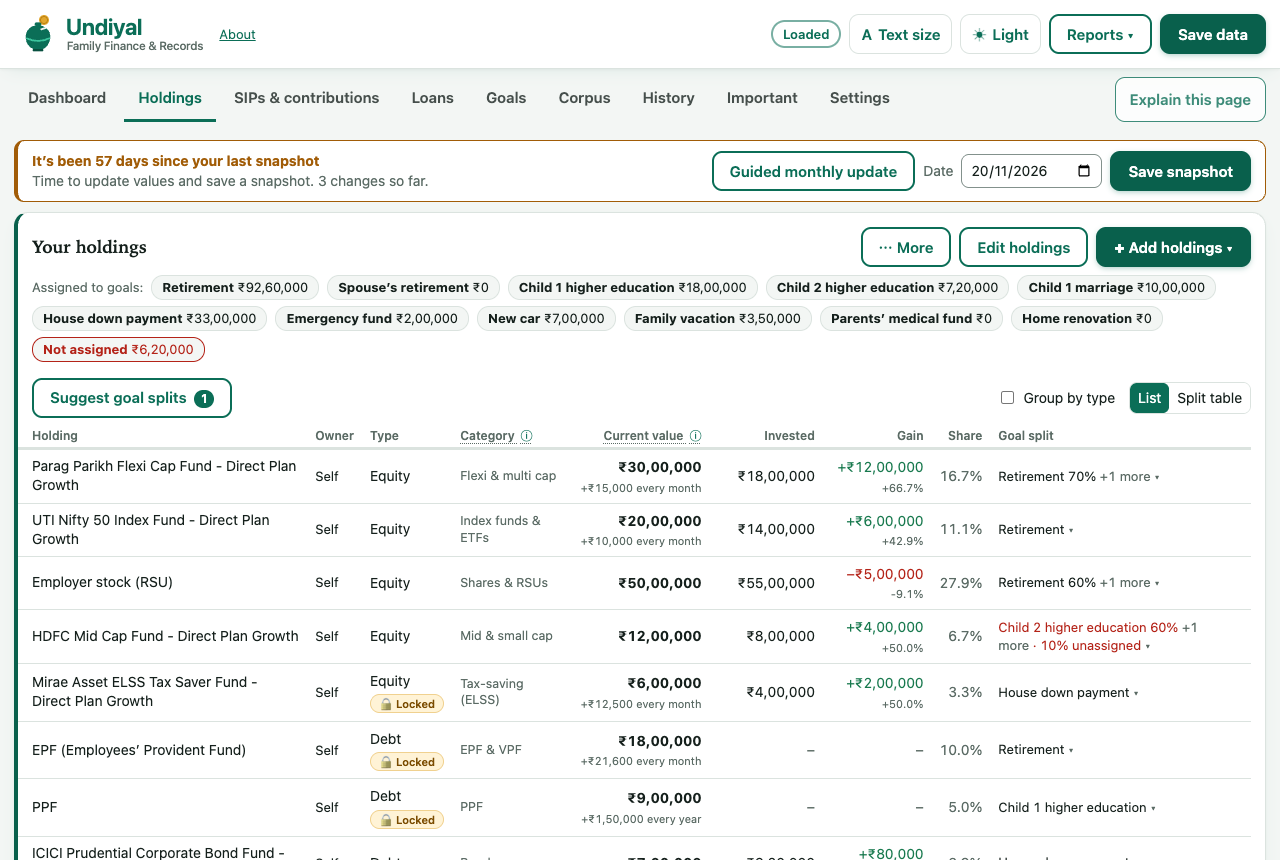 Undiyal
Family Finance & Records
About
Loaded
A Text size
☀ Light
Reports ▾
Save data
Dashboard
Holdings
SIPs & contributions
Loans
Goals
Corpus
History
Important
Settings
Explain this page
It's been 57 days since your last snapshot
Time to update values and save a snapshot. 3 changes so far.
Guided monthly update
Date
20/11/2026
Save snapshot
Your holdings
··· More
Edit holdings
+ Add holdings ▾
Assigned to goals:
Retirement ₹92,60,000
Spouse's retirement ₹0
Child 1 higher education ₹18,00,000
Child 2 higher education ₹7,20,000
Child 1 marriage ₹10,00,000
House down payment ₹33,00,000
Emergency fund ₹2,00,000
New car ₹7,00,000
Family vacation ₹3,50,000
Parents' medical fund ₹0
Home renovation ₹0
Not assigned ₹6,20,000
Suggest goal splits 1
Group by type
List
Split table
Holding
Owner
Type
Category ⓘ
Current value ⓘ
Invested
Gain
Share
Goal split
Parag Parikh Flexi Cap Fund - Direct Plan
Growth
Self
Equity
Flexi & multi cap
₹30,00,000
+₹15,000 every month
₹18,00,000
+₹12,00,000
+66.7%
16.7%
Retirement 70% +1 more ▾
UTI Nifty 50 Index Fund - Direct Plan
Growth
Self
Equity
Index funds &
ETFs
₹20,00,000
+₹10,000 every month
₹14,00,000
+₹6,00,000
+42.9%
11.1%
Retirement ▾
Employer stock (RSU)
Self
Equity
Shares & RSUs
₹50,00,000
₹55,00,000
−₹5,00,000
-9.1%
27.9%
Retirement 60% +1 more ▾
HDFC Mid Cap Fund - Direct Plan Growth
Self
Equity
Mid & small cap
₹12,00,000
₹8,00,000
+₹4,00,000
+50.0%
6.7%
Child 2 higher education 60% +1
more · 10% unassigned ▾
Mirae Asset ELSS Tax Saver Fund -
Direct Plan Growth
Self
Equity
🔒 Locked
Tax-saving
(ELSS)
₹6,00,000
+₹12,500 every month
₹4,00,000
+₹2,00,000
+50.0%
3.3%
House down payment ▾
EPF (Employees' Provident Fund)
Self
Debt
🔒 Locked
EPF & VPF
₹18,00,000
+₹21,600 every month
–
–
10.0%
Retirement ▾
PPF
Self
Debt
🔒 Locked
PPF
₹9,00,000
+₹1,50,000 every year
–
–
5.0%
Child 1 higher education ▾
ICICI Prudential Corporate Bond Fund -
+₹80,000